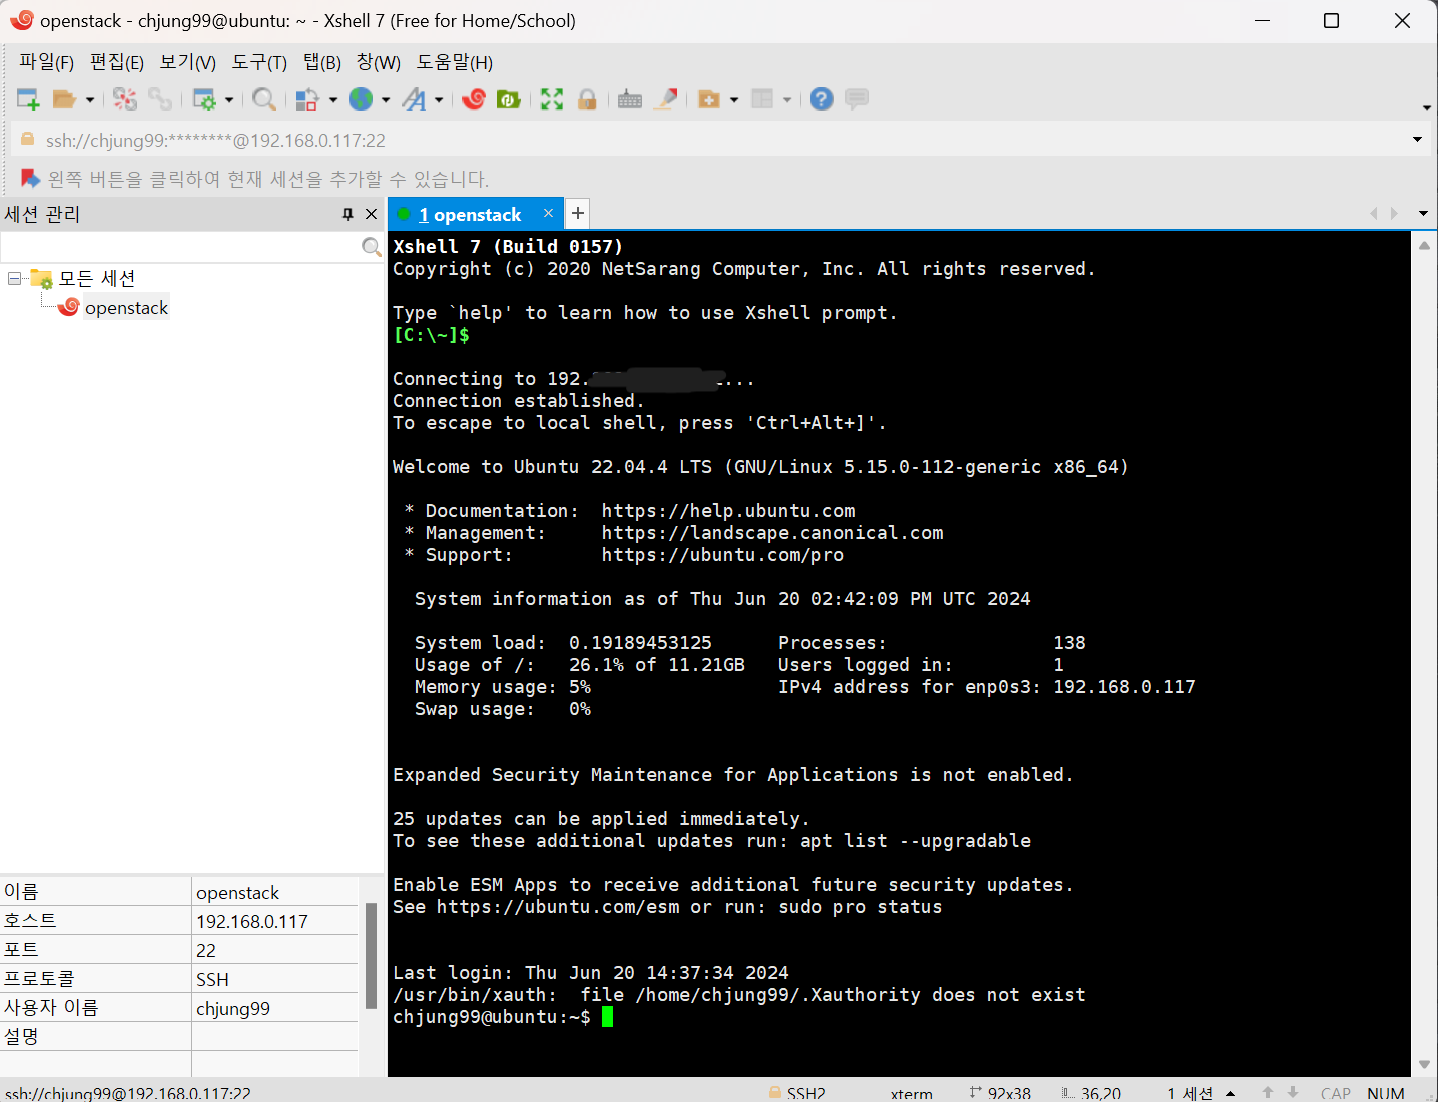 openstack - chjung99@ubuntu: ~ - Xshell 7 (Free for Home/School)
파일(F) 편집(E) 보기(V) 도구(T) 탭(B) 창(W) 도움말(H)
ssh://chjung99:********@192.168.0.117:22
왼쪽 버튼을 클릭하여 현재 세션을 추가할 수 있습니다.
세션 관리
모든 세션
openstack
이름 openstack
호스트 192.168.0.117
포트 22
프로토콜 SSH
사용자 이름 chjung99
설명
1 openstack
Xshell 7 (Build 0157)
Copyright (c) 2020 NetSarang Computer, Inc. All rights reserved.
Type `help' to learn how to use Xshell prompt.
[C:\~]$
Connecting to 192. ...
Connection established.
To escape to local shell, press 'Ctrl+Alt+]'.
Welcome to Ubuntu 22.04.4 LTS (GNU/Linux 5.15.0-112-generic x86_64)
* Documentation:  https://help.ubuntu.com
* Management:     https://landscape.canonical.com
* Support:        https://ubuntu.com/pro
System information as of Thu Jun 20 02:42:09 PM UTC 2024
System load:  0.19189453125      Processes:               138
Usage of /:   26.1% of 11.21GB   Users logged in:         1
Memory usage: 5%                 IPv4 address for enp0s3: 192.168.0.117
Swap usage:   0%
Expanded Security Maintenance for Applications is not enabled.
25 updates can be applied immediately.
To see these additional updates run: apt list --upgradable
Enable ESM Apps to receive additional future security updates.
See https://ubuntu.com/esm or run: sudo pro status
Last login: Thu Jun 20 14:37:34 2024
/usr/bin/xauth:  file /home/chjung99/.Xauthority does not exist
chjung99@ubuntu:~$
ssh://chjung99@192.168.0.117:22 SSH2 xterm 92x38 36,20 1 세션 CAP NUM